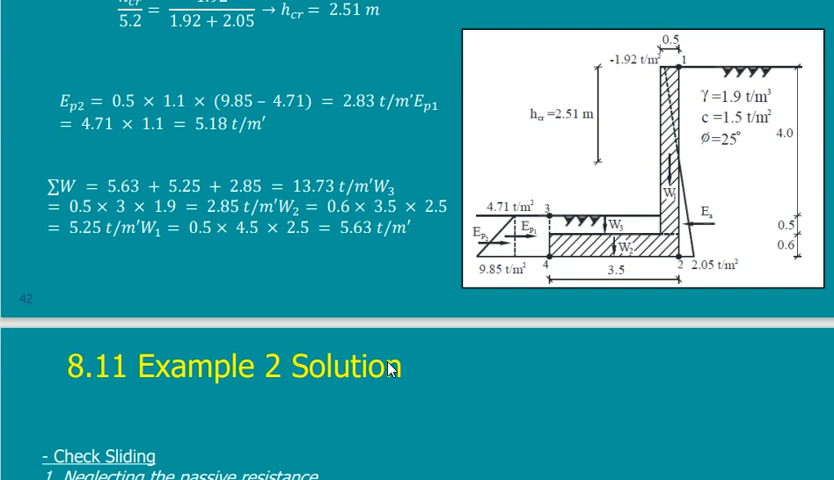 5.2 = 1.92 + 2.05 → h_cr = 2.51 m
E_p2 = 0.5 × 1.1 × (9.85 – 4.71) = 2.83 t/m'E_p1
= 4.71 × 1.1 = 5.18 t/m'
∑W = 5.63 + 5.25 + 2.85 = 13.73 t/m'W_3
= 0.5 × 3 × 1.9 = 2.85 t/m'W_2 = 0.6 × 3.5 × 2.5
= 5.25 t/m'W_1 = 0.5 × 4.5 × 2.5 = 5.63 t/m'
42
0.5
-1.92 t/m² 1
γ =1.9 t/m³
h_cr =2.51 m
c =1.5 t/m²
4.0
Ø=25°
W_1
4.71 t/m² 3
E_a
E_p2 E_p1 W_3
0.5
W_2
0.6
9.85 t/m² 4 3.5 2 2.05 t/m²
8.11 Example 2 Solution
- Check Sliding
1. Neglecting the passive resistance